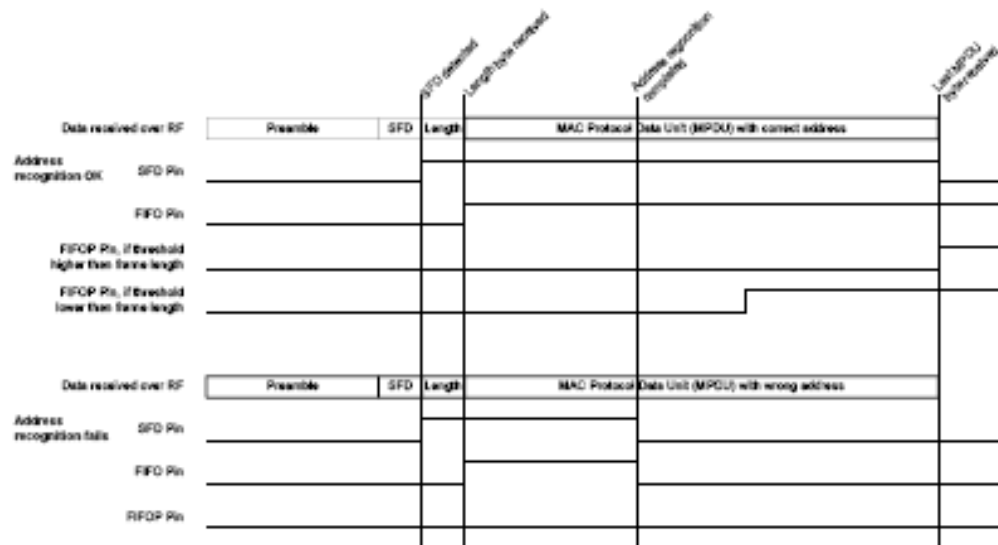 SFD detected
Length byte received
Address recognition
completed
Last MPDU
byte received
Data received over RF
Preamble
SFD
Length
MAC Protocol Data Unit (MPDU) with correct address
Address
recognition OK
SFD Pin
FIFO Pin
FIFOP Pin, if threshold
higher than frame length
FIFOP Pin, if threshold
lower than frame length
Data received over RF
Preamble
SFD
Length
MAC Protocol Data Unit (MPDU) with wrong address
Address
recognition fails
SFD Pin
FIFO Pin
FIFOP Pin